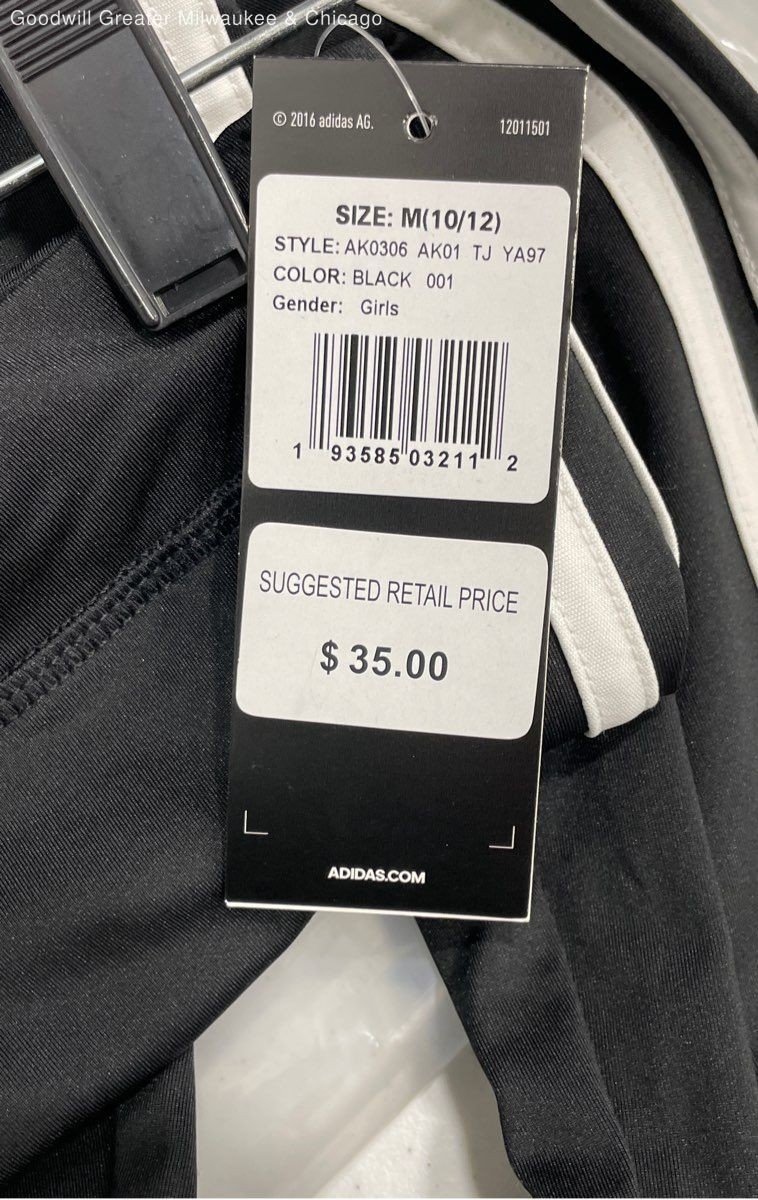 Goodwill Greater Milwaukee & Chicago
© 2016 adidas AG. 12011501
SIZE: M(10/12)
STYLE: AK0306 AK01 TJ YA97
COLOR: BLACK 001
Gender: Girls
1 93585 03211 2
SUGGESTED RETAIL PRICE
$ 35.00
ADIDAS.COM